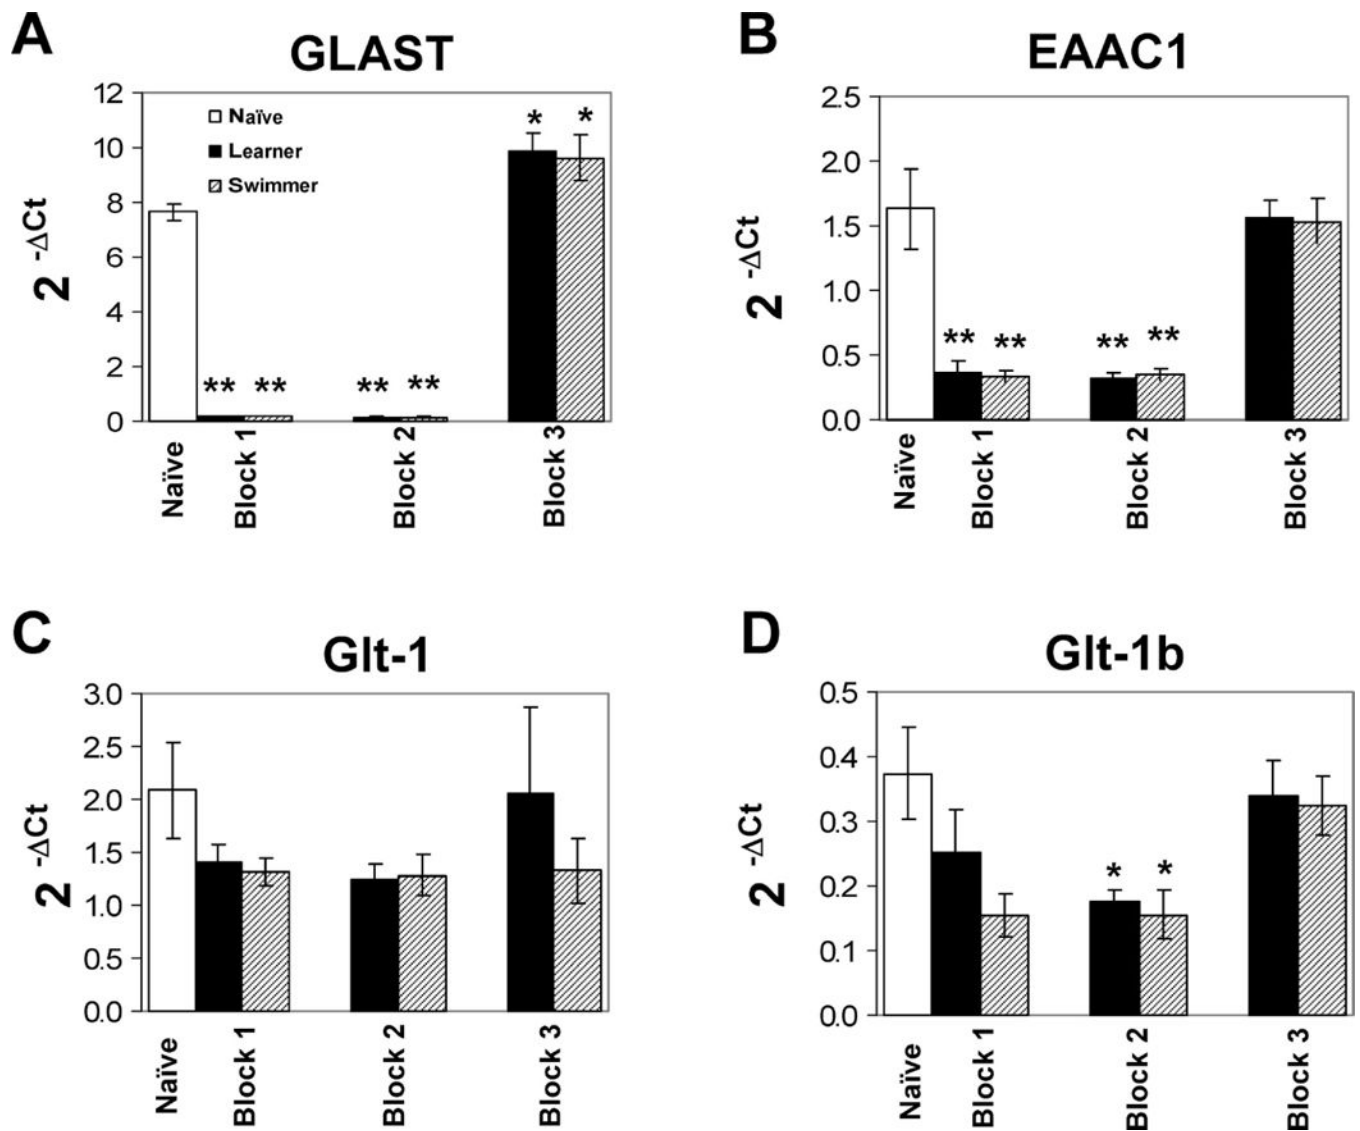 A
GLAST
12
10
8
6
4
2
0
2 -ΔCt
Naïve
Learner
Swimmer
** **
** **
* *
Naïve
Block 1
Block 2
Block 3
B
EAAC1
2.5
2.0
1.5
1.0
0.5
0.0
2 -ΔCt
** **
** **
Naïve
Block 1
Block 2
Block 3
C
Glt-1
3.0
2.5
2.0
1.5
1.0
0.5
0.0
2 -ΔCt
Naïve
Block 1
Block 2
Block 3
D
Glt-1b
0.5
0.4
0.3
0.2
0.1
0.0
2 -ΔCt
* *
Naïve
Block 1
Block 2
Block 3